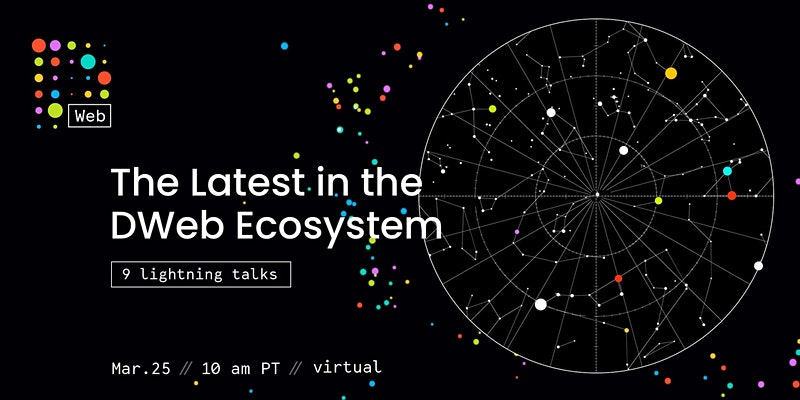 Web
The Latest in the
DWeb Ecosystem
9 lightning talks
Mar.25 // 10 am PT // virtual